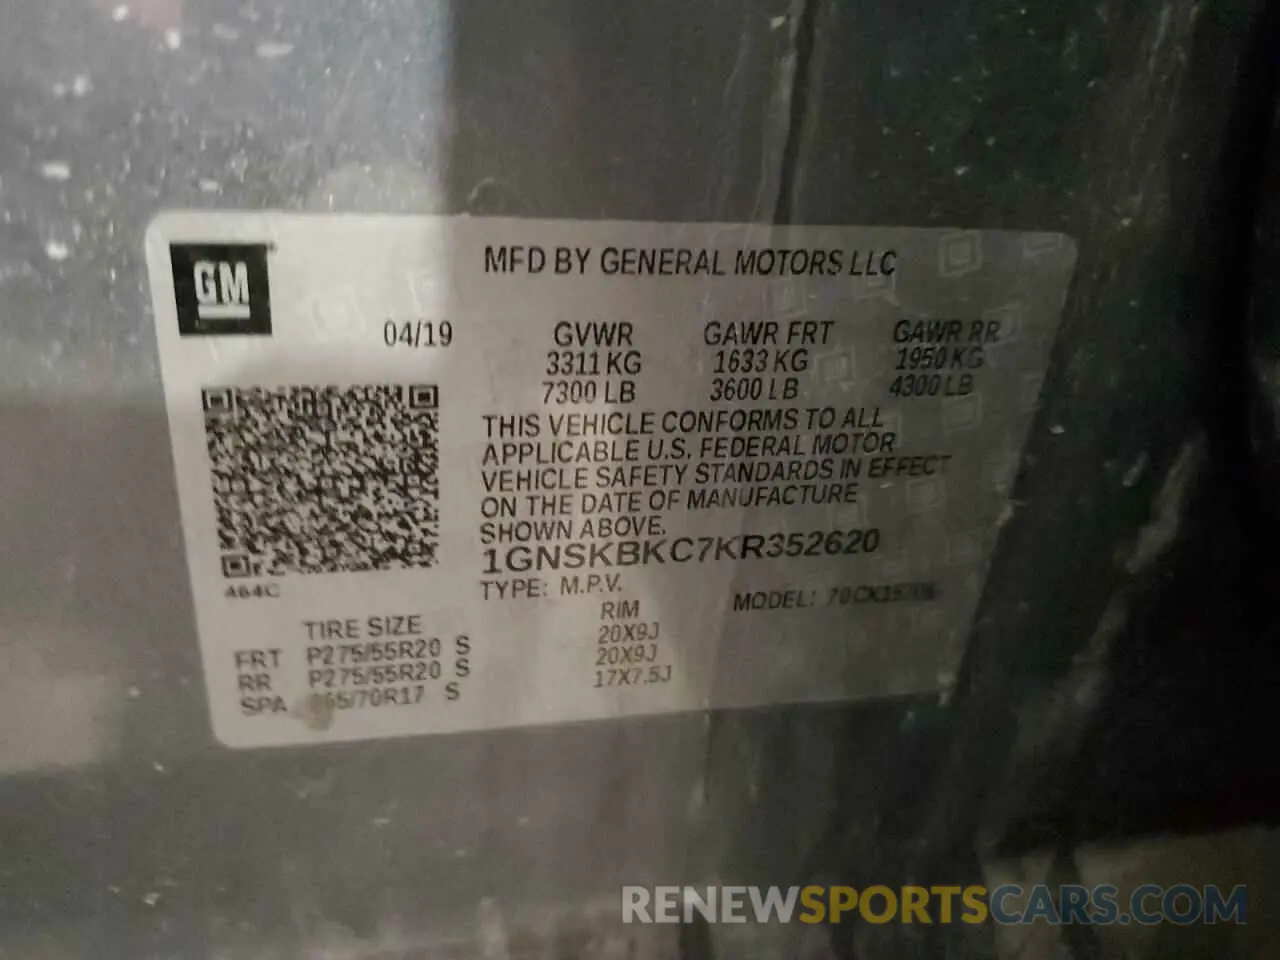 GM
MFD BY GENERAL MOTORS LLC
04/19 GVWR GAWR FRT GAWR RR
3311 KG 1633 KG 1950 KG
7300 LB 3600 LB 4300 LB
THIS VEHICLE CONFORMS TO ALL
APPLICABLE U.S. FEDERAL MOTOR
VEHICLE SAFETY STANDARDS IN EFFECT
ON THE DATE OF MANUFACTURE
SHOWN ABOVE.
1GNSKBKC7KR352620
464C
TYPE: M.P.V. MODEL:
TIRE SIZE RIM
FRT P275/55R20 S 20X9J
RR P275/55R20 S 20X9J
SPA 65/70R17 S 17X7.5J
RENEWSPORTSCARS.COM